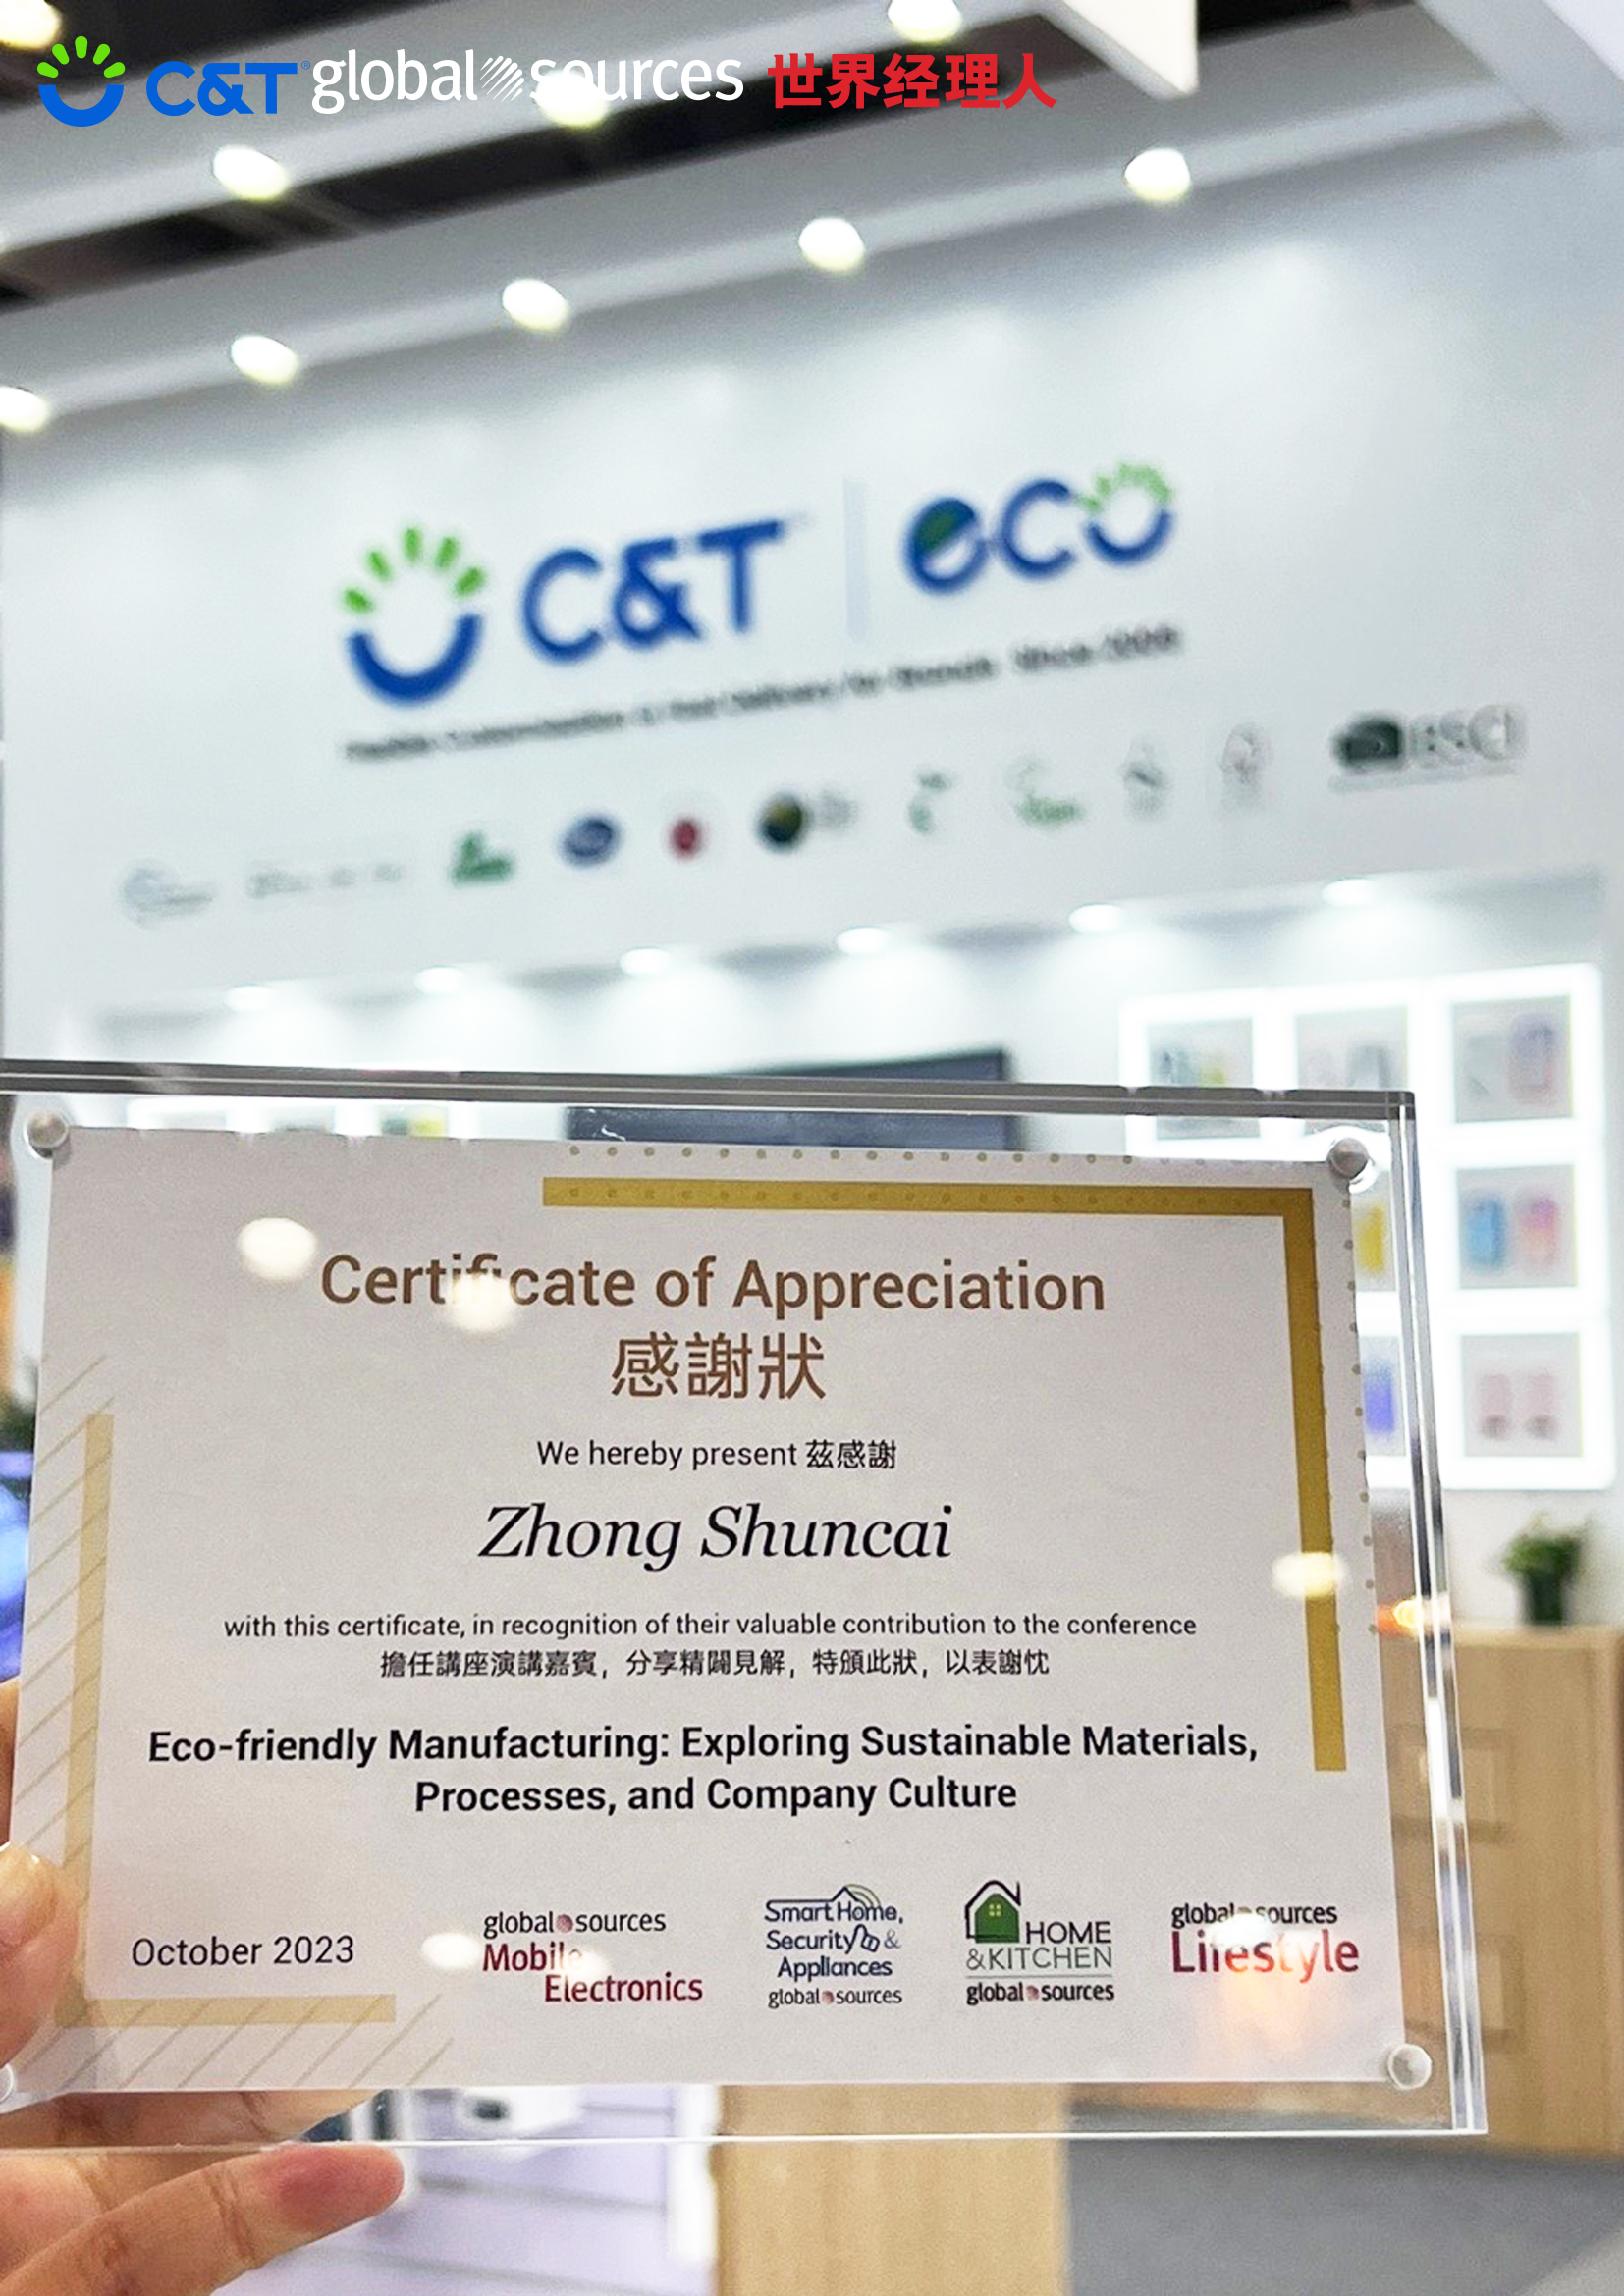 C&T® global sources 世界经理人
C&T eco
BSCI
Certificate of Appreciation
感謝狀
We hereby present 茲感謝
Zhong Shuncai
with this certificate, in recognition of their valuable contribution to the conference
擔任講座演講嘉賓，分享精闢見解，特頒此狀，以表謝忱
Eco-friendly Manufacturing: Exploring Sustainable Materials,
Processes, and Company Culture
October 2023
global sources
Mobile
Electronics
Smart Home,
Security &
Appliances
global sources
HOME
&KITCHEN
global sources
global sources
Lifestyle